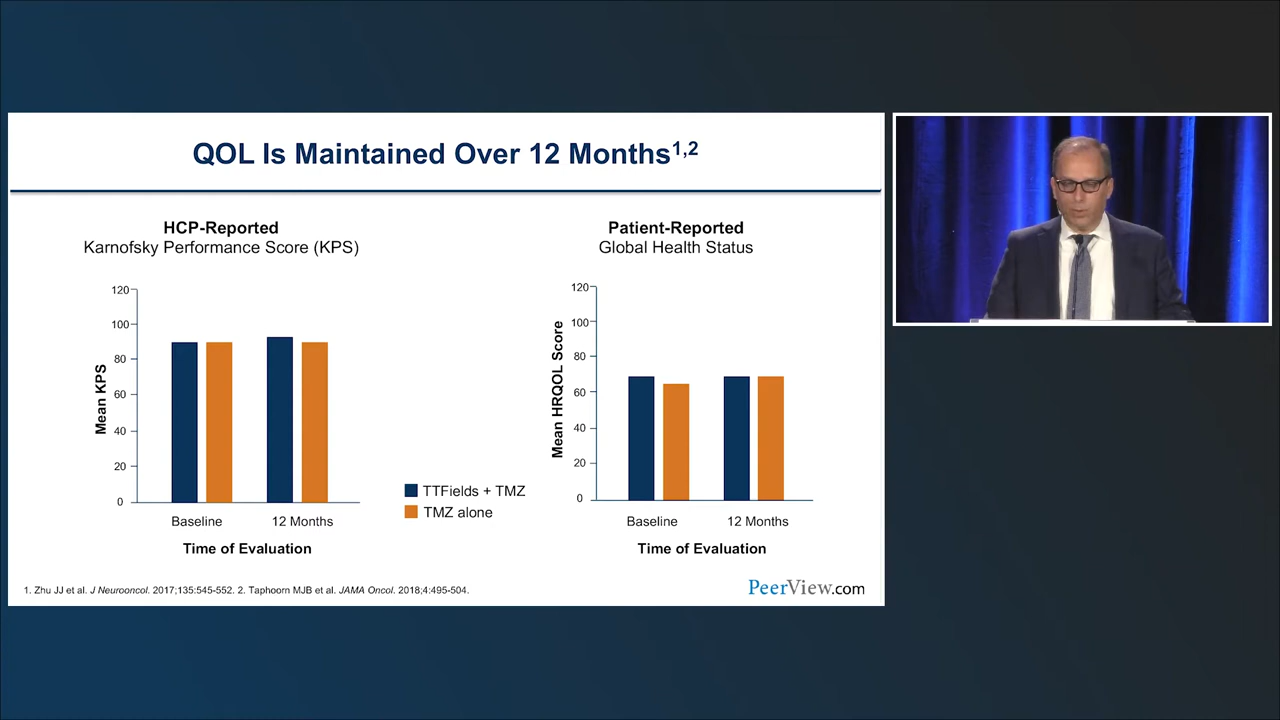 QOL Is Maintained Over 12 Months1,2
HCP-Reported
Karnofsky Performance Score (KPS)
Mean KPS
120
100
80
60
40
20
0
Baseline
12 Months
Time of Evaluation
TTFields + TMZ
TMZ alone
Patient-Reported
Global Health Status
Mean HRQOL Score
120
100
80
60
40
20
0
Baseline
12 Months
Time of Evaluation
1. Zhu JJ et al. J Neurooncol. 2017;135:545-552. 2. Taphoorn MJB et al. JAMA Oncol. 2018;4:495-504.
PeerView.com